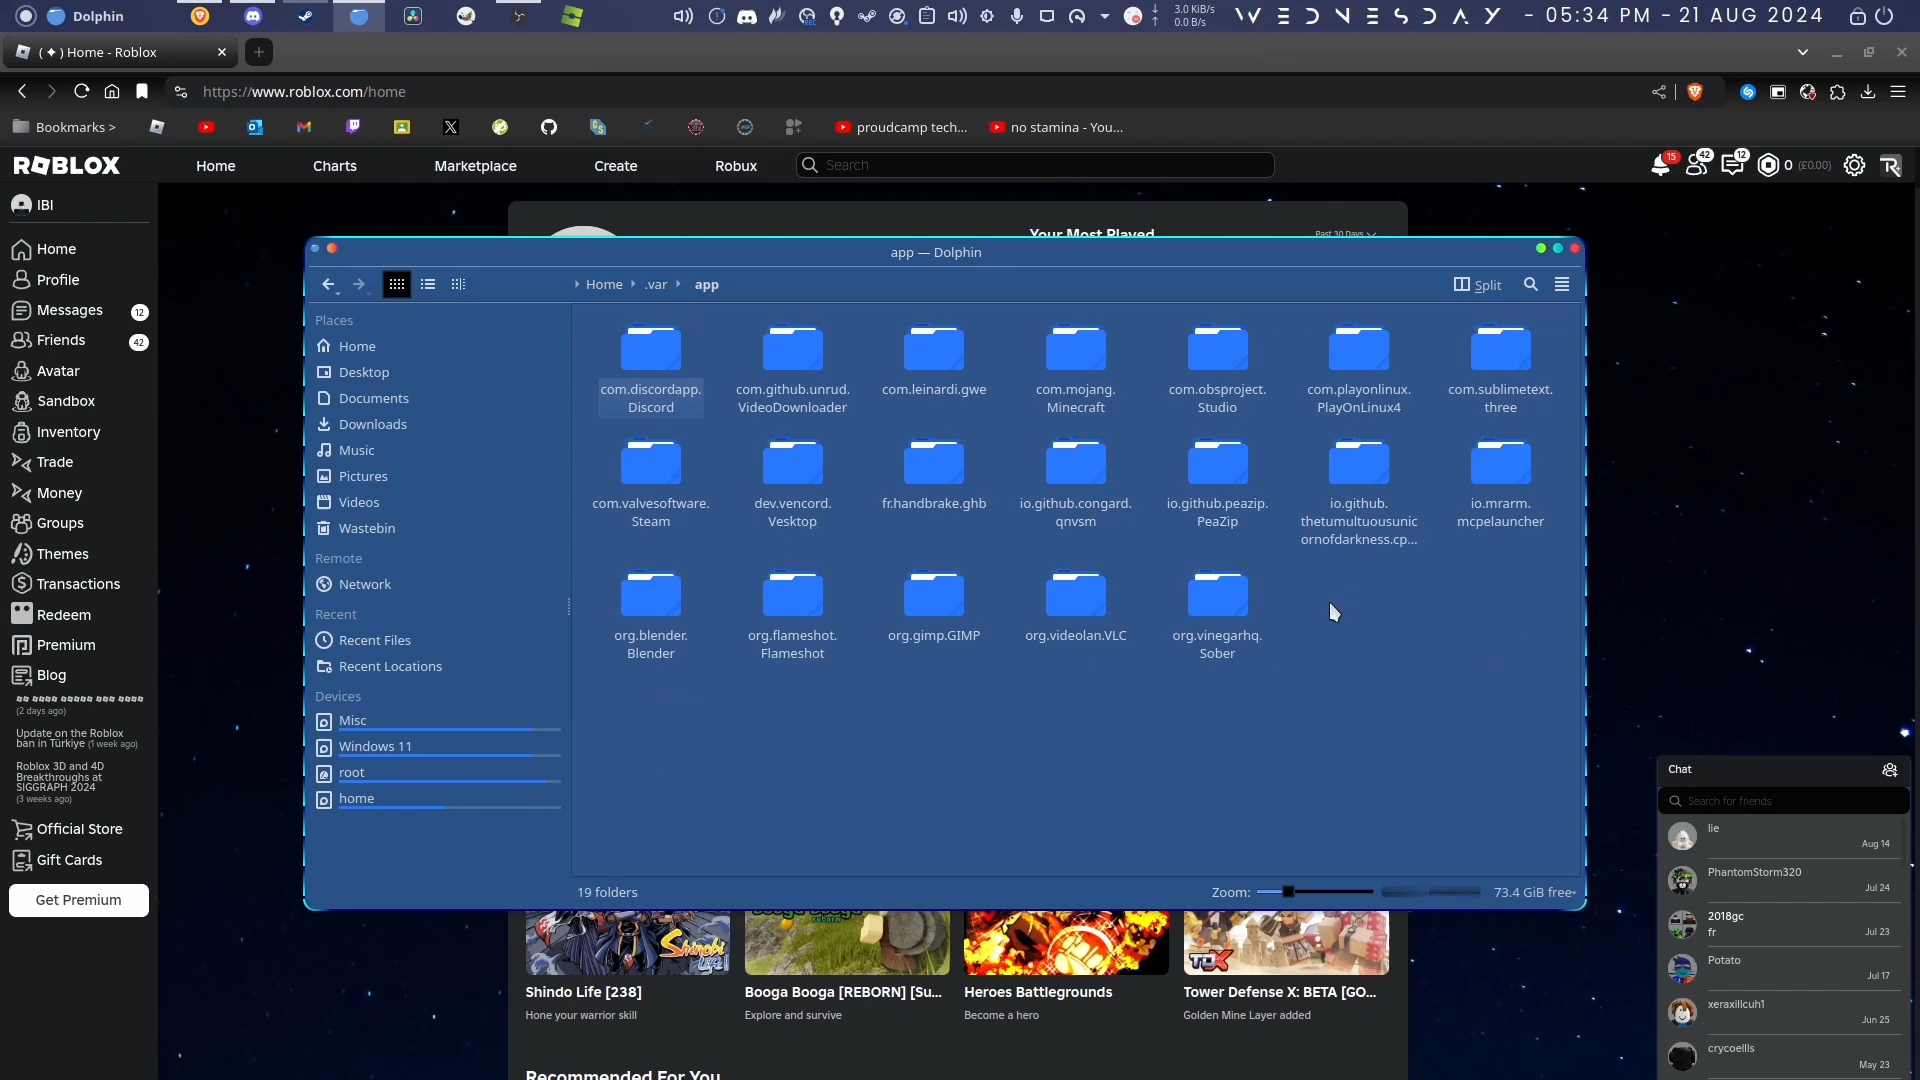 Dolphin
3.0 KiB/s
0.0 B/s
- 05:34 PM - 21 AUG 2024
( ✦ ) Home - Roblox
https://www.roblox.com/home
Bookmarks >
proudcamp tech...
no stamina - You...
ROBLOX
Home
Charts
Marketplace
Create
Robux
Search
15
42
12
0 (£0.00)
IBI
Home
Profile
Messages
12
Friends
42
Avatar
Sandbox
Inventory
Trade
Money
Groups
Themes
Transactions
Redeem
Premium
Blog
(2 days ago)
Update on the Roblox
ban in Türkiye (1 week ago)
Roblox 3D and 4D
Breakthroughs at
SIGGRAPH 2024
(3 weeks ago)
Official Store
Gift Cards
Get Premium
Your Most Played
Past 30 Days
app — Dolphin
Home
.var
app
Split
Places
Home
Desktop
Documents
Downloads
Music
Pictures
Videos
Wastebin
Remote
Network
Recent
Recent Files
Recent Locations
Devices
Misc
Windows 11
root
home
com.discordapp.
Discord
com.github.unrud.
VideoDownloader
com.leinardi.gwe
com.mojang.
Minecraft
com.obsproject.
Studio
com.playonlinux.
PlayOnLinux4
com.sublimetext.
three
com.valvesoftware.
Steam
dev.vencord.
Vesktop
fr.handbrake.ghb
io.github.congard.
qnvsm
io.github.peazip.
PeaZip
io.github.
thetumultuousunic
ornofdarkness.cp...
io.mrarm.
mcpelauncher
org.blender.
Blender
org.flameshot.
Flameshot
org.gimp.GIMP
org.videolan.VLC
org.vinegarhq.
Sober
19 folders
Zoom:
73.4 GiB free
Shindo Life [238]
Hone your warrior skill
Booga Booga [REBORN] [Su...
Explore and survive
Heroes Battlegrounds
Become a hero
TDX
Tower Defense X: BETA [GO...
Golden Mine Layer added
Recommended For You
Chat
Search for friends
lie
Aug 14
PhantomStorm320
Jul 24
2018gc
fr
Jul 23
Potato
Jul 17
xeraxillcuh1
Jun 25
crycoellls
May 23